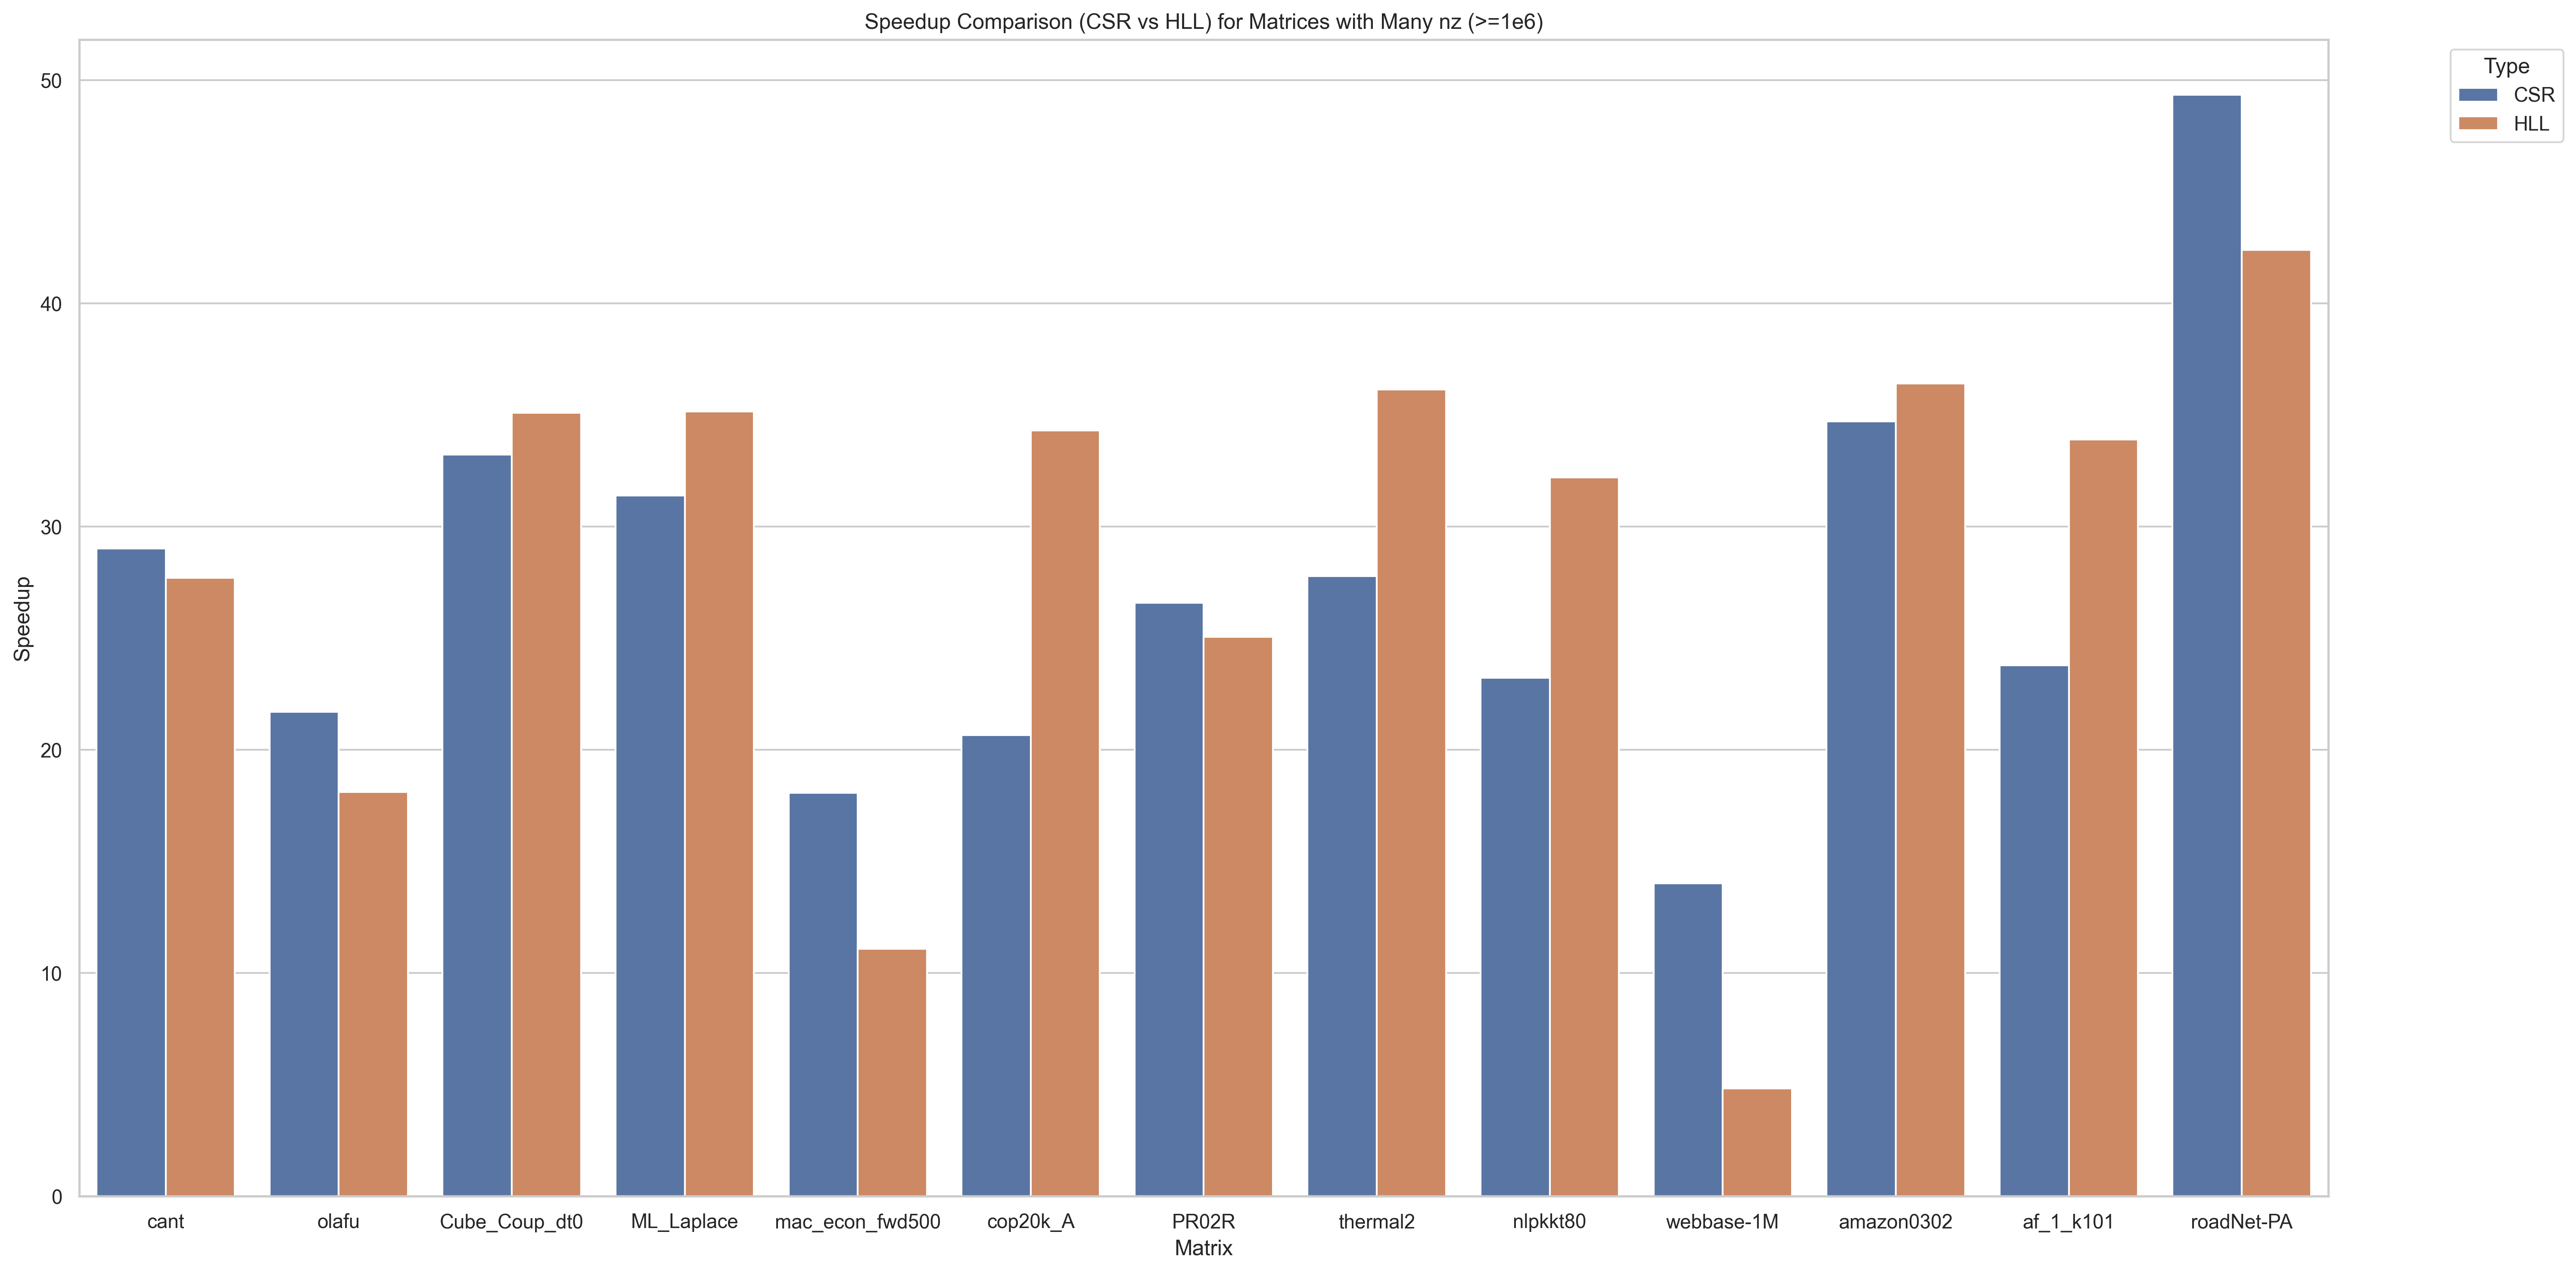 Speedup Comparison (CSR vs HLL) for Matrices with Many nz (>=1e6)
Type
CSR
HLL
50
40
30
20
10
0
Speedup
cant olafu Cube_Coup_dt0 ML_Laplace mac_econ_fwd500 cop20k_A PR02R thermal2 nlpkkt80 webbase-1M amazon0302 af_1_k101 roadNet-PA
Matrix